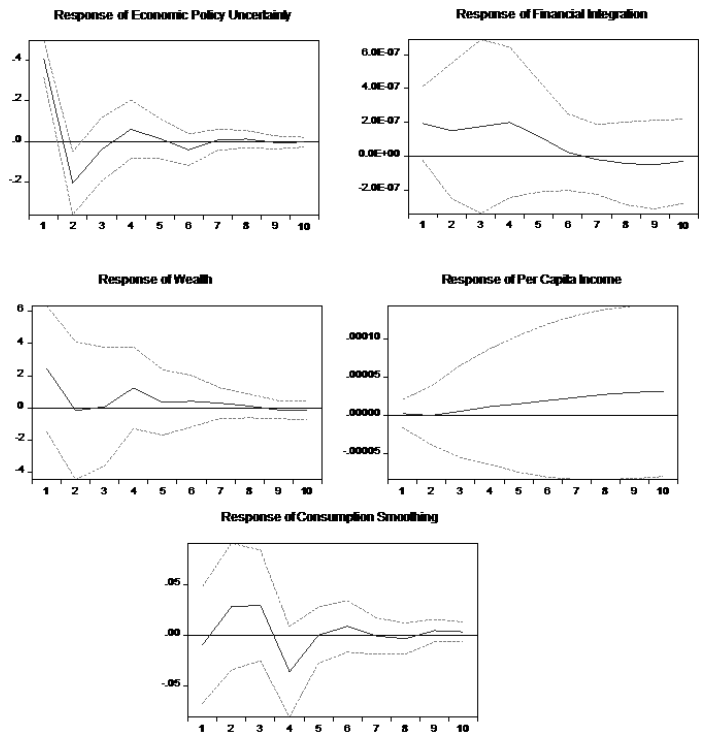 Response of Economic Policy Uncertainly
Response of Financial Integration
.4
.2
.0
-.2
1 2 3 4 5 6 7 8 9 10
6.0E-07
4.0E-07
2.0E-07
0.0E+00
-2.0E-07
1 2 3 4 5 6 7 8 9 10
Response of Wealth
Response of Per Capita Income
6
4
2
0
-2
-4
1 2 3 4 5 6 7 8 9 10
.00010
.00005
.00000
-.00005
1 2 3 4 5 6 7 8 9 10
Response of Consumption Smoothing
.05
.00
-.05
1 2 3 4 5 6 7 8 9 10